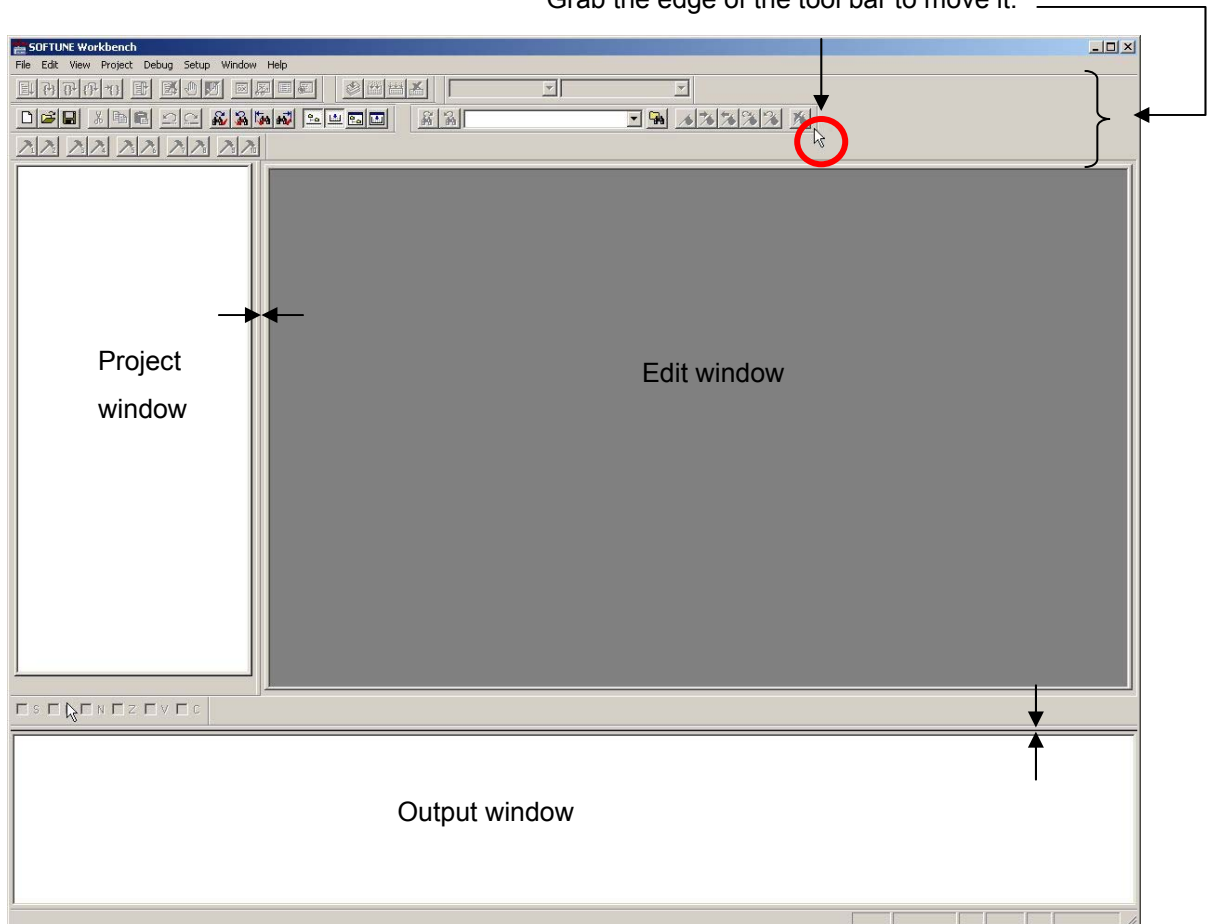 Grab the edge of the tool bar to move it.
SOFTUNE Workbench
File Edit View Project Debug Setup Window Help
Project
window
Edit window
S N Z V C
Output window